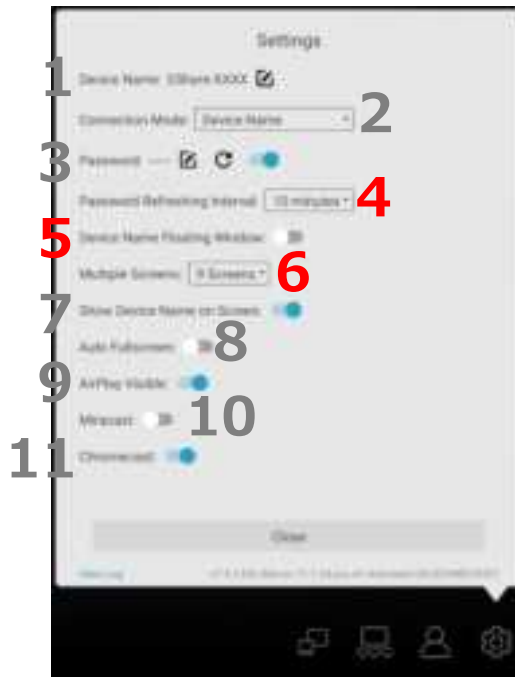 Settings
1 Device Name: EShare-XXXX
Connection Mode: Device Name 2
3 Password:
Password Refreshing Interval: 10 minutes 4
5 Device Name Floating Window:
Multiple Screens: 9 Screens 6
7 Show Device Name on Screen:
Auto Fullscreen: 8
9 AirPlay Visible:
Miracast: 10
11 Chromecast:
Close